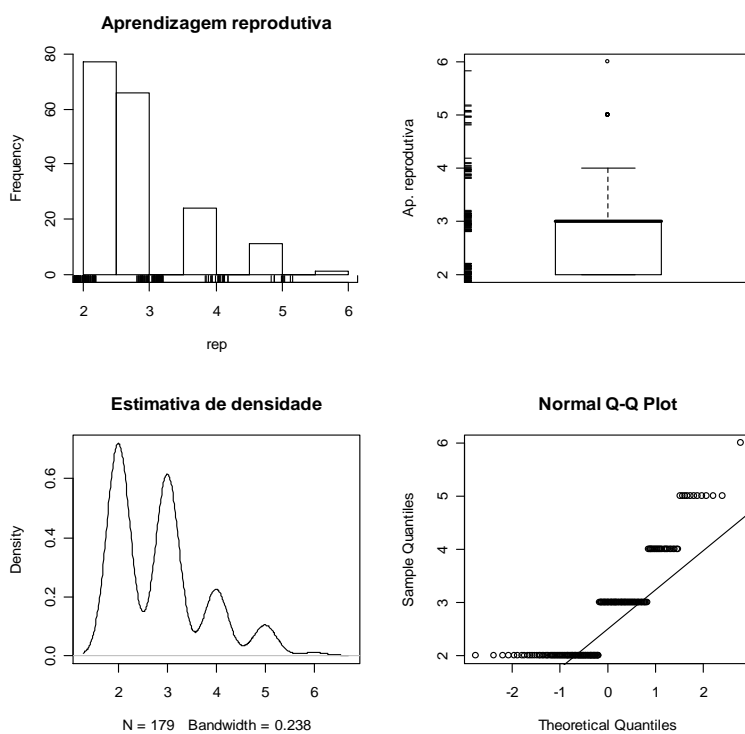 Aprendizagem reprodutiva
Frequency
80
60
40
20
0
2 3 4 5 6
rep
Ap. reprodutiva
6
5
4
3
2
Estimativa de densidade
Density
0.6
0.4
0.2
0.0
2 3 4 5 6
N = 179 Bandwidth = 0.238
Normal Q-Q Plot
Sample Quantiles
6
5
4
3
2
-2 -1 0 1 2
Theoretical Quantiles